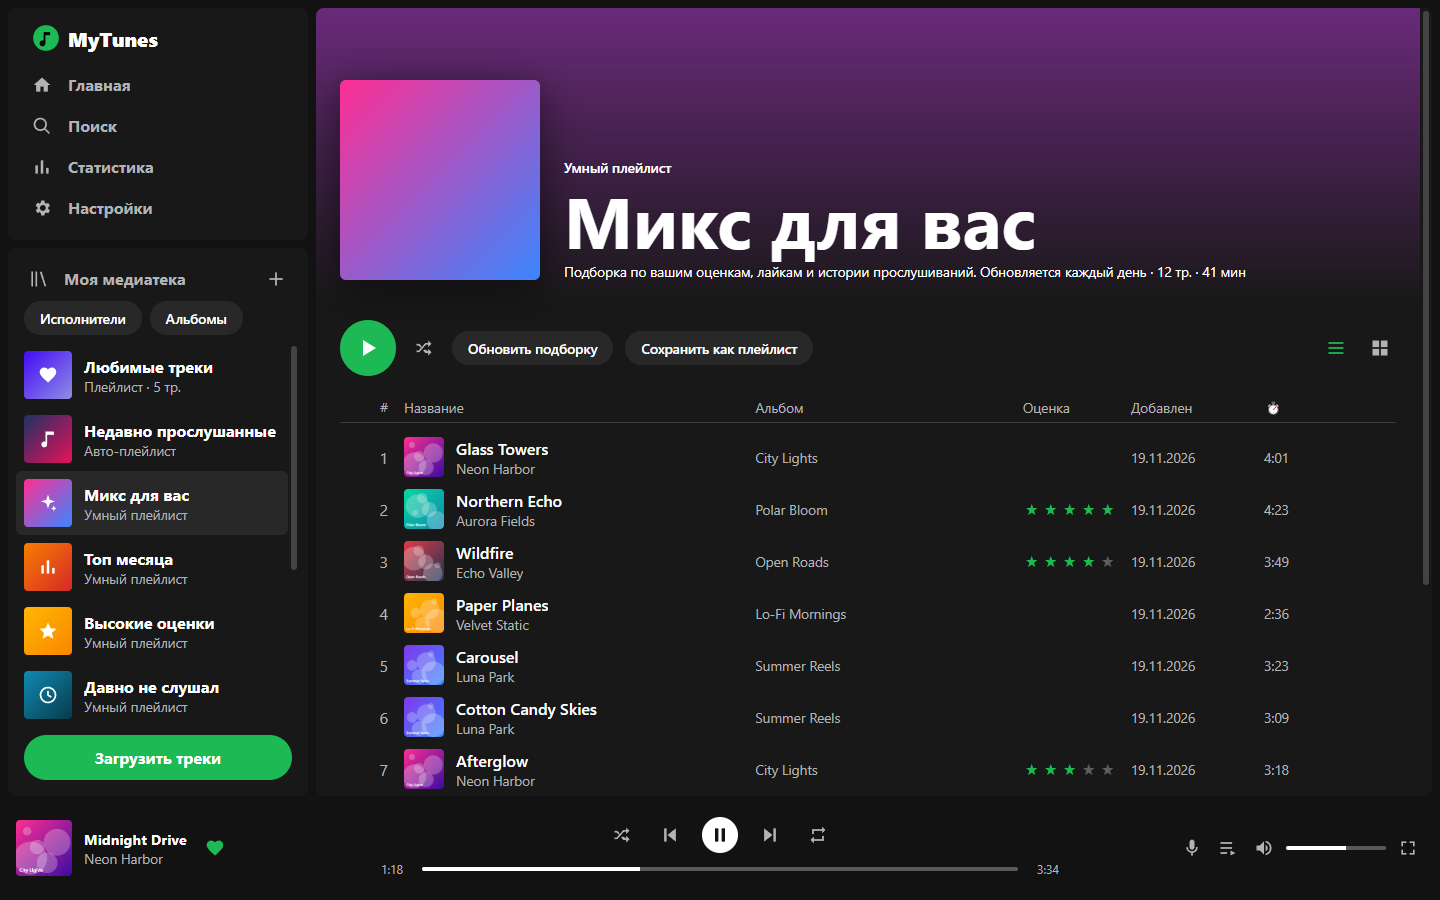 MyTunes
Главная
Поиск
Статистика
Настройки
Моя медиатека
Исполнители
Альбомы
Любимые треки
Плейлист · 5 тр.
Недавно прослушанные
Авто-плейлист
Микс для вас
Умный плейлист
Топ месяца
Умный плейлист
Высокие оценки
Умный плейлист
Давно не слушал
Умный плейлист
Загрузить треки
Умный плейлист
Микс для вас
Подборка по вашим оценкам, лайкам и истории прослушиваний. Обновляется каждый день · 12 тр. · 41 мин
Обновить подборку
Сохранить как плейлист
# Название Альбом Оценка Добавлен
1 Glass Towers City Lights 19.11.2026 4:01
Neon Harbor
2 Northern Echo Polar Bloom ★★★★★ 19.11.2026 4:23
Aurora Fields
3 Wildfire Open Roads ★★★★★ 19.11.2026 3:49
Echo Valley
4 Paper Planes Lo-Fi Mornings 19.11.2026 2:36
Velvet Static
5 Carousel Summer Reels 19.11.2026 3:23
Luna Park
6 Cotton Candy Skies Summer Reels 19.11.2026 3:09
Luna Park
7 Afterglow City Lights ★★★★★ 19.11.2026 3:18
Neon Harbor
City Lights
Midnight Drive
Neon Harbor
1:18
3:34